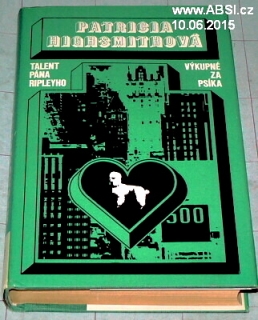 www.ABSI.cz
10.06.2015
PATRICIA
HIGHSMITHOVÁ
TALENT
PÁNA
RIPLEYHO
VÝKUPNÉ
ZA
PSÍKA
500